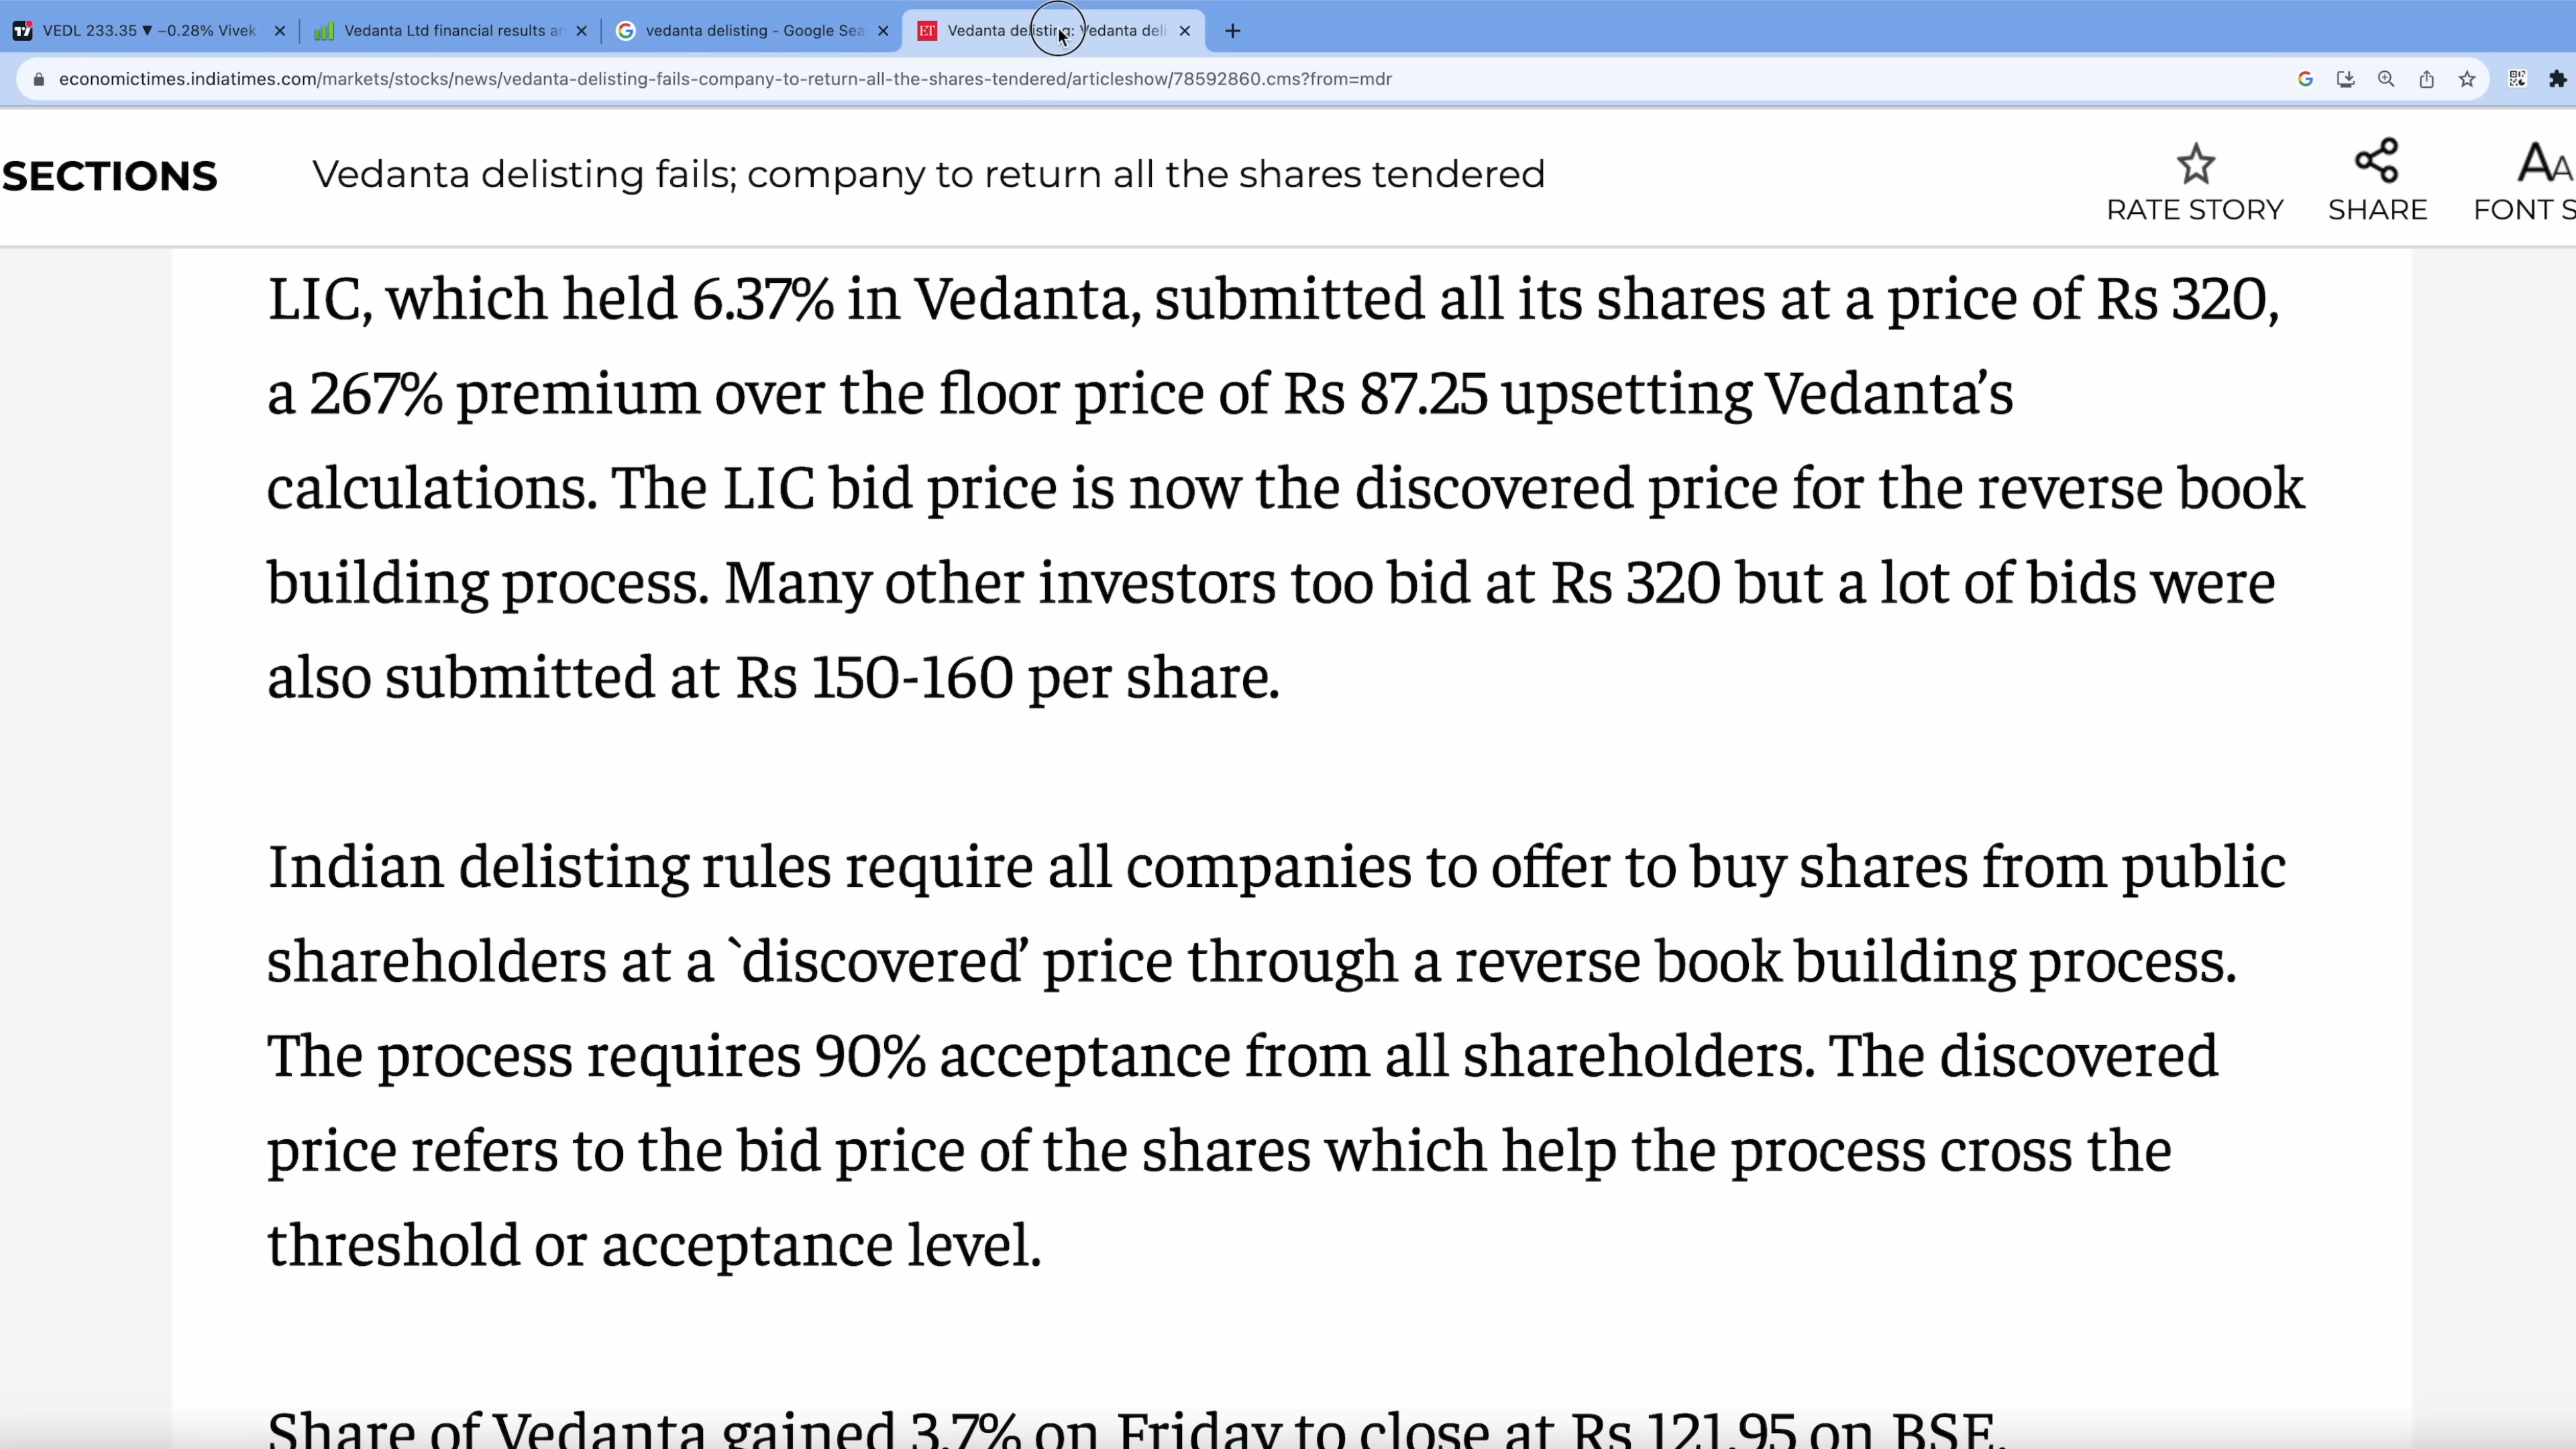 VEDL 233.35 ▼ −0.28% Vivek
Vedanta Ltd financial results an
vedanta delisting - Google Sea
ET
Vedanta delisting: Vedanta deli
economictimes.indiatimes.com/markets/stocks/news/vedanta-delisting-fails-company-to-return-all-the-shares-tendered/articleshow/78592860.cms?from=mdr
SECTIONS
Vedanta delisting fails; company to return all the shares tendered
RATE STORY
SHARE
AA
FONT S
LIC, which held 6.37% in Vedanta, submitted all its shares at a price of Rs 320,
a 267% premium over the floor price of Rs 87.25 upsetting Vedanta’s
calculations. The LIC bid price is now the discovered price for the reverse book
building process. Many other investors too bid at Rs 320 but a lot of bids were
also submitted at Rs 150-160 per share.
Indian delisting rules require all companies to offer to buy shares from public
shareholders at a `discovered’ price through a reverse book building process.
The process requires 90% acceptance from all shareholders. The discovered
price refers to the bid price of the shares which help the process cross the
threshold or acceptance level.
Share of Vedanta gained 3.7% on Friday to close at Rs 121.95 on BSE.